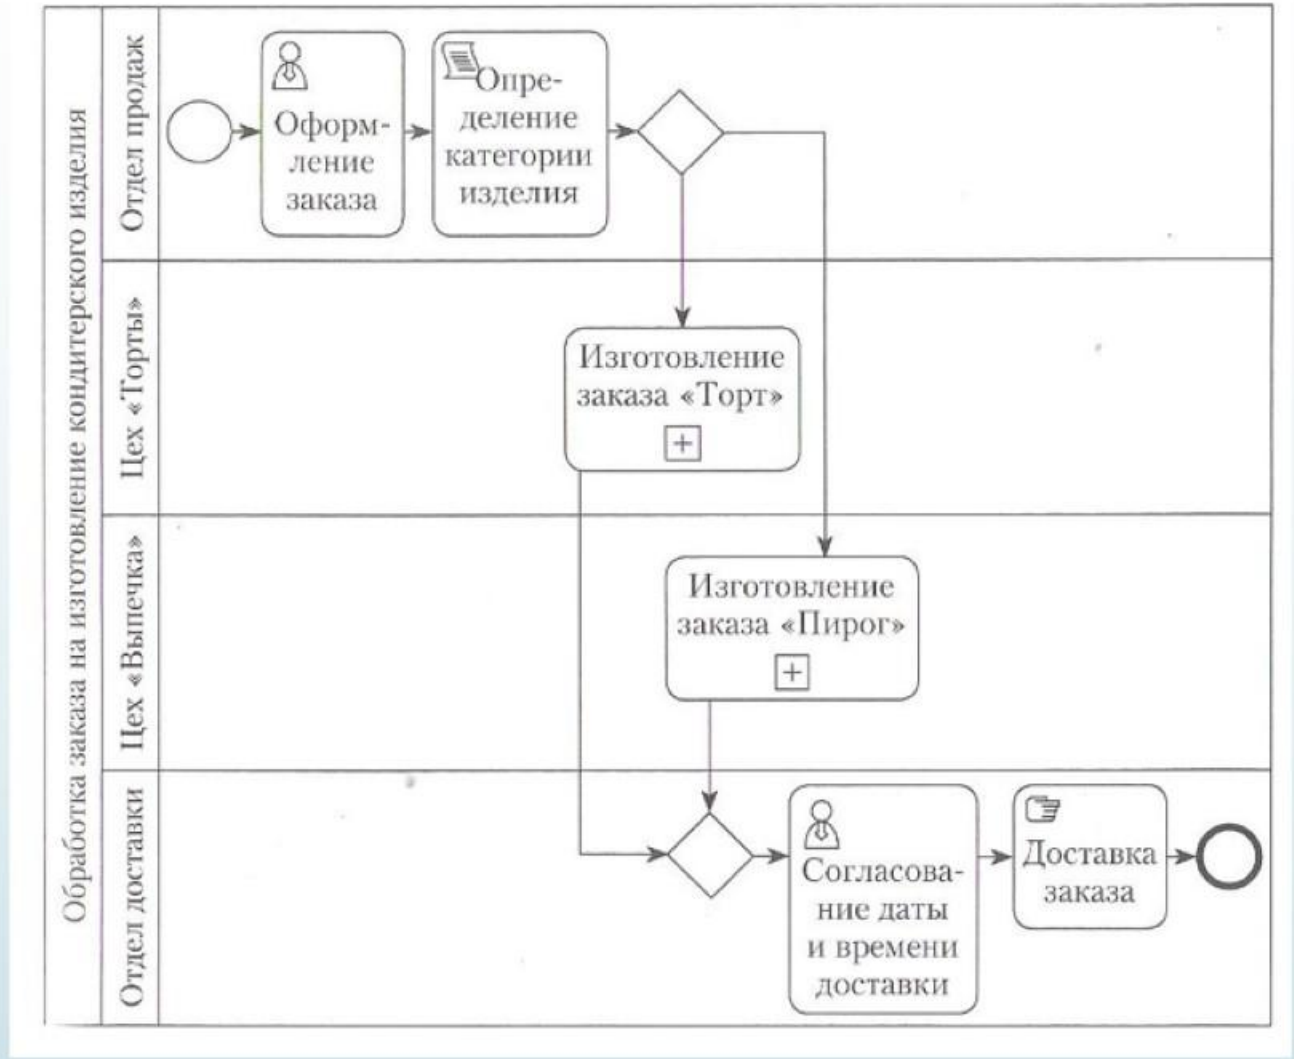 Обработка заказа на изготовление кондитерского изделия
Отдел продаж
Оформ-
ление
заказа
Опре-
деление
категории
изделия
Цех «Торты»
Изготовление
заказа «Торт»
Цех «Выпечка»
Изготовление
заказа «Пирог»
Отдел доставки
Согласова-
ние даты
и времени
доставки
Доставка
заказа